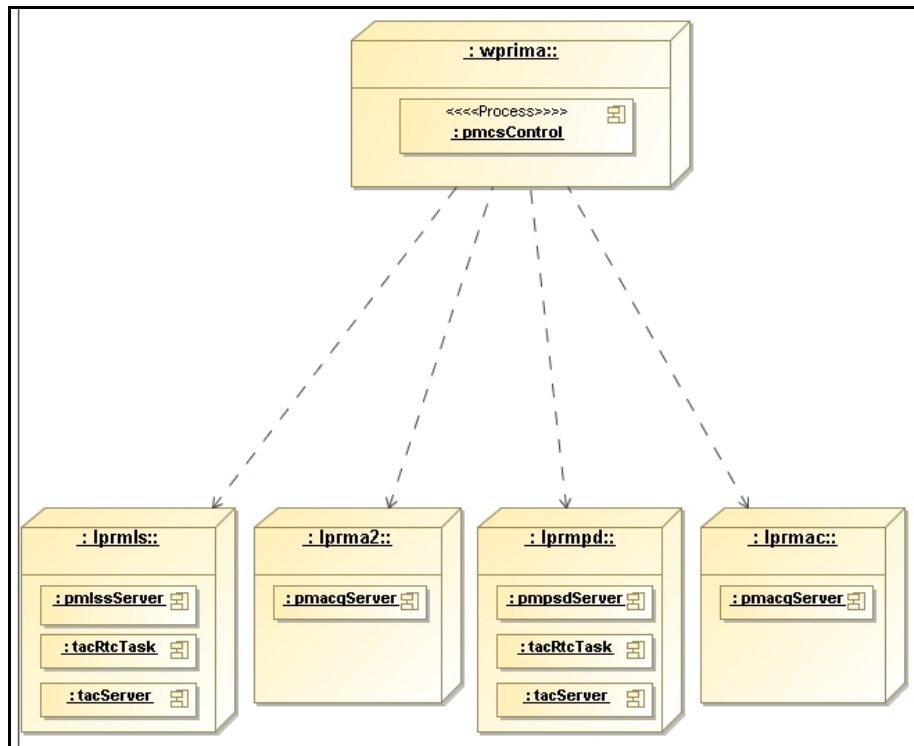 : wprima::
<<<<Process>>>>
: pmcsControl
: lprmls::
: lprma2::
: lprmpd::
: lprmac::
: pmlssServer
: pmacqServer
: pmpsdServer
: pmacqServer
: tacRtcTask
: tacRtcTask
: tacServer
: tacServer